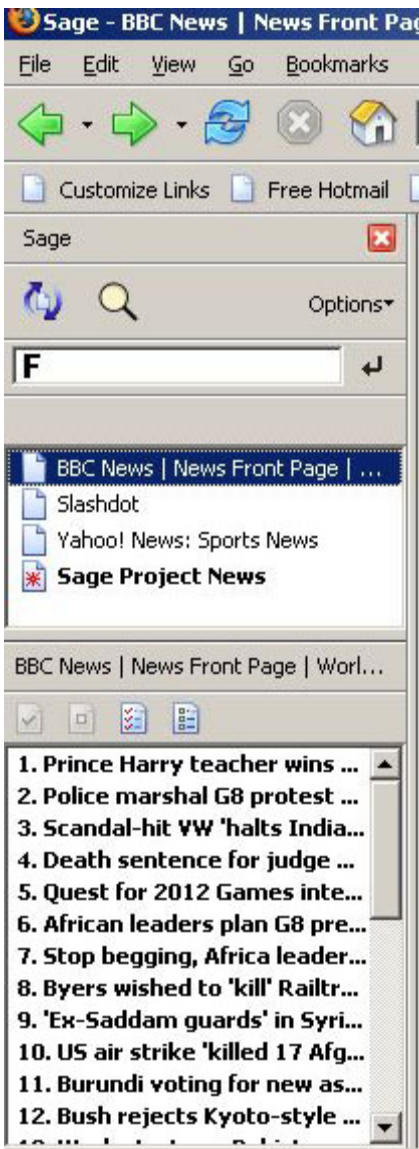 Sage - BBC News | News Front Pag
File Edit View Go Bookmarks
Customize Links Free Hotmail
Sage
Options
F
BBC News | News Front Page | ...
Slashdot
Yahoo! News: Sports News
Sage Project News
BBC News | News Front Page | Worl...
1. Prince Harry teacher wins ...
2. Police marshal G8 protest ...
3. Scandal-hit VW 'halts India...
4. Death sentence for judge ...
5. Quest for 2012 Games inte...
6. African leaders plan G8 pre...
7. Stop begging, Africa leader...
8. Byers wished to 'kill' Railtr...
9. 'Ex-Saddam guards' in Syri...
10. US air strike 'killed 17 Afg...
11. Burundi voting for new as...
12. Bush rejects Kyoto-style ...